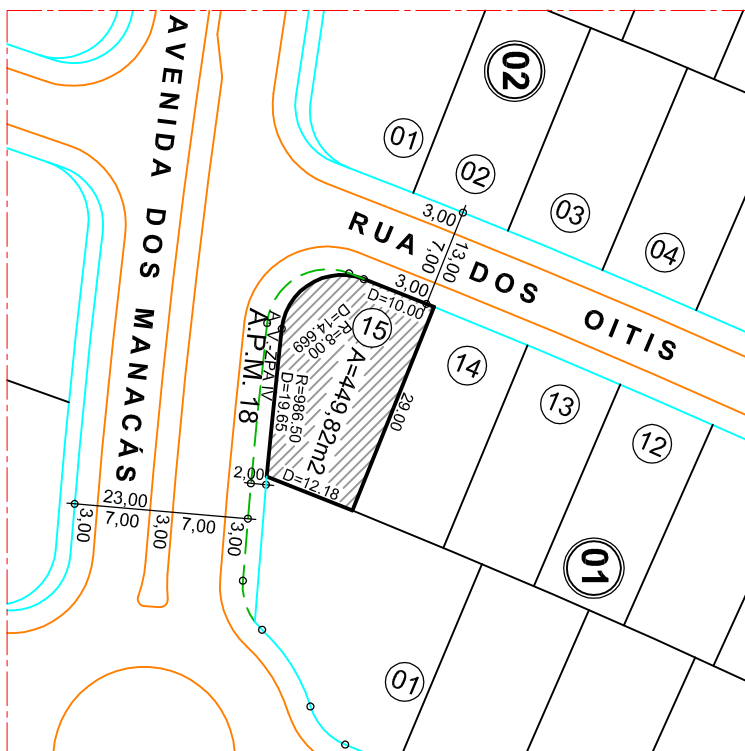 AVENIDA DOS MANACÁS
02
01
02
03
04
3,00
7,00
13,00
RUA DOS OITIS
3,00
D=10.00
15
R=8.00
D=14.669
A=449,82m2
29.00
R=986.50
D=19.65
A.V. ZPA IV
A.P.M. 18
2,00
D=12.18
14
13
12
01
23,00
3,00
7,00
3,00
7,00
3,00
01